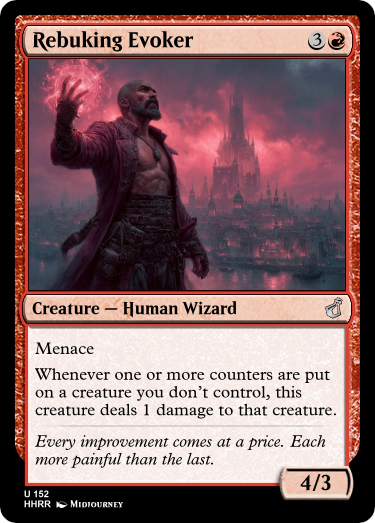 Rebuking Evoker 3
Creature — Human Wizard
Menace
Whenever one or more counters are put
on a creature you don't control, this
creature deals 1 damage to that creature.
Every improvement comes at a price. Each
more painful than the last.
4/3
U 152
HHRR Midjourney